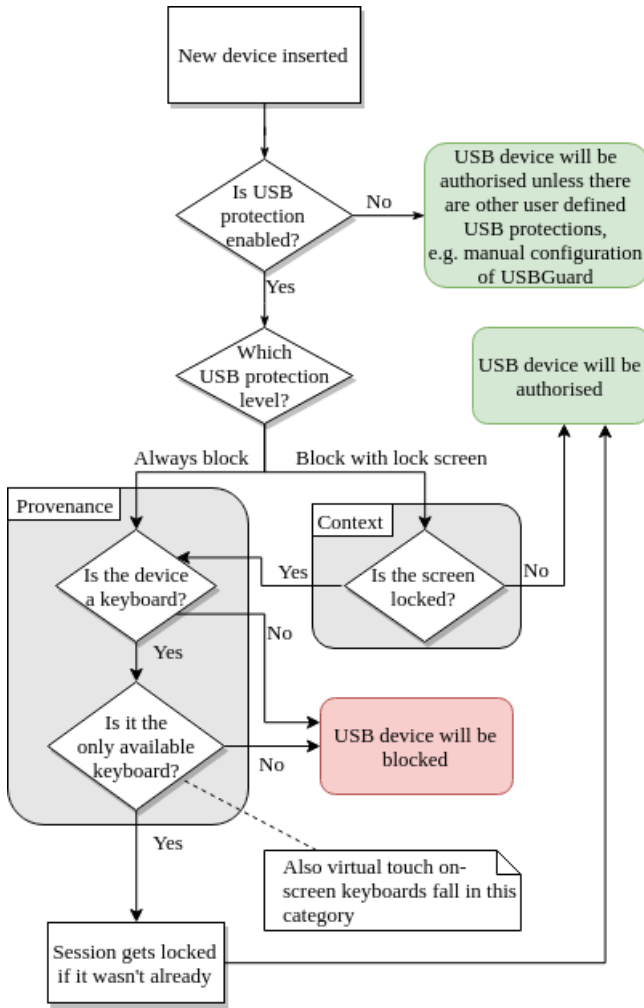 New device inserted
Is USB
protection
enabled?
No
USB device will be
authorised unless there
are other user defined
USB protections,
e.g. manual configuration
of USBGuard
Yes
Which
USB protection
level?
USB device will be
authorised
Always block
Block with lock screen
Provenance
Context
Is the device
a keyboard?
Yes
Is the screen
locked?
No
No
Yes
Is it the
only available
keyboard?
No
USB device will be
blocked
Yes
Also virtual touch on-
screen keyboards fall in this
category
Session gets locked
if it wasn't already